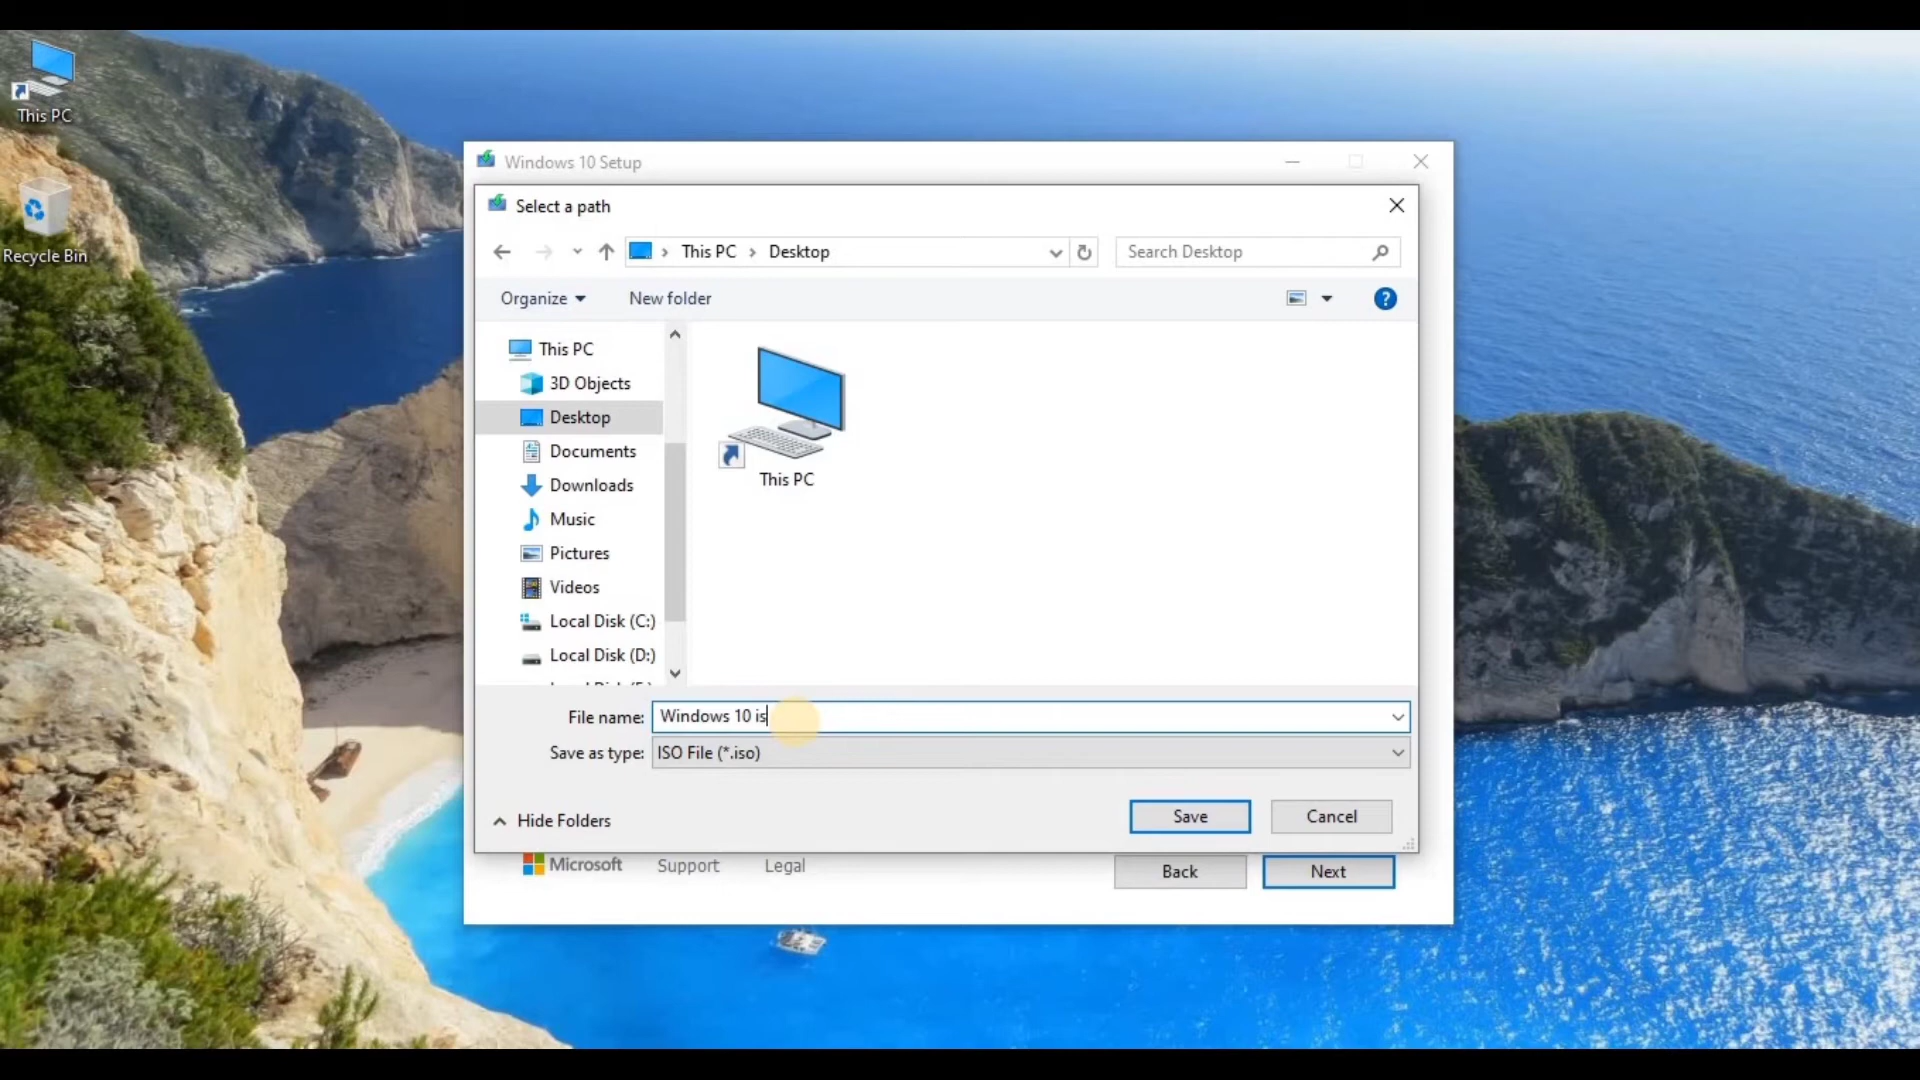 This PC
Recycle Bin
Windows 10 Setup
Select a path
This PC
Desktop
Search Desktop
Organize
New folder
?
This PC
3D Objects
Desktop
Documents
Downloads
Music
Pictures
Videos
Local Disk (C:)
Local Disk (D:)
This PC
File name: Windows 10 is
Save as type: ISO File (*.iso)
Hide Folders
Save
Cancel
Microsoft
Support
Legal
Back
Next